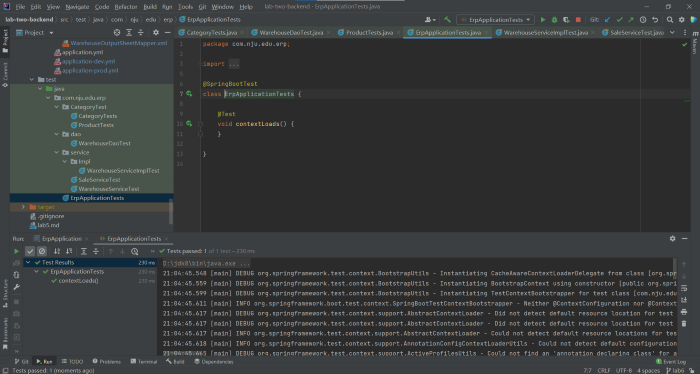 File Edit View Navigate Code Refactor Build Run Tools Git Window Help
lab-two-backend - ErpApplicationTests.java
lab-two-backend src test java com nju edu erp ErpApplicationTests
ErpApplicationTests
Git:
Project
CategoryTests.java
WarehouseDaoTest.java
ProductTests.java
ErpApplicationTests.java
WarehouseServiceImplTest.java
SaleServiceTest.java
WarehouseOutputSheetMapper.xml
application.yml
application-dev.yml
application-prod.yml
test
java
com.nju.edu.erp
CategoryTest
CategoryTests
ProductTests
dao
WarehouseDaoTest
service
Impl
WarehouseServiceImplTest
SaleServiceTest
WarehouseServiceTest
ErpApplicationTests
target
.gitignore
lab5.md
Project
Commit
Structure
Bookmarks
Maven
1 package com.nju.edu.erp;
2
3 import ...
5
6 @SpringBootTest
7 class ErpApplicationTests {
8
9 @Test
10 void contextLoads() {
11 }
12
13 }
Run: ErpApplication ErpApplicationTests
Tests passed: 1 of 1 test – 230 ms
Test Results 230 ms
ErpApplicationTests 230 ms
contextLoads() 230 ms
D:\jdk8\bin\java.exe ...
21:04:45.548 [main] DEBUG org.springframework.test.context.BootstrapUtils - Instantiating CacheAwareContextLoaderDelegate from class [org.sp
21:04:45.559 [main] DEBUG org.springframework.test.context.BootstrapUtils - Instantiating BootstrapContext using constructor [public org.spr
21:04:45.599 [main] DEBUG org.springframework.test.context.BootstrapUtils - Instantiating TestContextBootstrapper for test class [com.nju.ed
21:04:45.611 [main] INFO org.springframework.boot.test.context.SpringBootTestContextBootstrapper - Neither @ContextConfiguration nor @Contex
21:04:45.617 [main] DEBUG org.springframework.test.context.support.AbstractContextLoader - Did not detect default resource location for test
21:04:45.617 [main] DEBUG org.springframework.test.context.support.AbstractContextLoader - Did not detect default resource location for test
21:04:45.617 [main] INFO org.springframework.test.context.support.AbstractContextLoader - Could not detect default resource locations for te
21:04:45.618 [main] INFO org.springframework.test.context.support.AnnotationConfigContextLoaderUtils - Could not detect default configuration
21:04:45.665 [main] DEBUG org.springframework.test.context.support.ActiveProfilesUtils - Could not find an 'annotation declaring class' for a
Git Run TODO Problems Terminal Build Dependencies
Event Log
Tests passed: 1 (moments ago)
7:7 CRLF UTF-8 4 spaces lab6